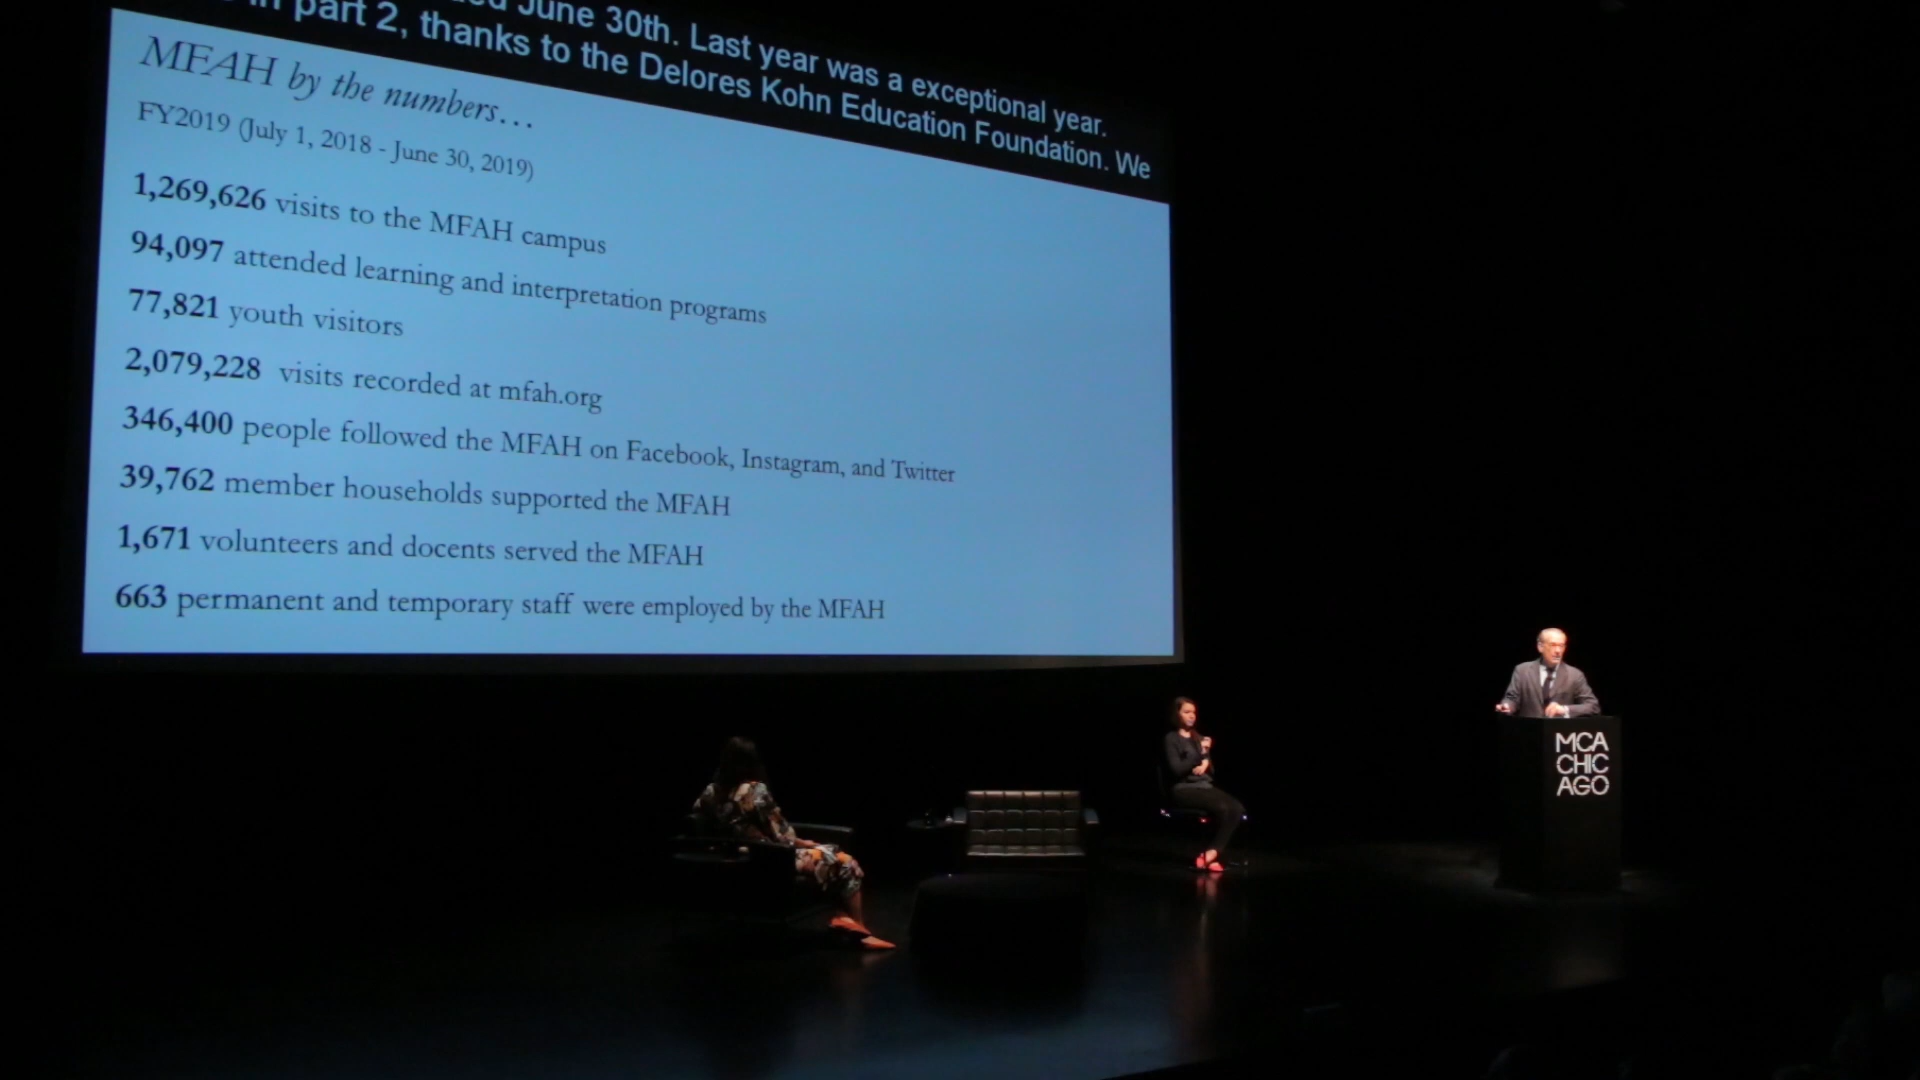 June 30th. Last year was a exceptional year.
in part 2, thanks to the Delores Kohn Education Foundation. We
MFAH by the numbers...
FY2019 (July 1, 2018 - June 30, 2019)
1,269,626 visits to the MFAH campus
94,097 attended learning and interpretation programs
77,821 youth visitors
2,079,228 visits recorded at mfah.org
346,400 people followed the MFAH on Facebook, Instagram, and Twitter
39,762 member households supported the MFAH
1,671 volunteers and docents served the MFAH
663 permanent and temporary staff were employed by the MFAH
MCA
CHIC
AGO